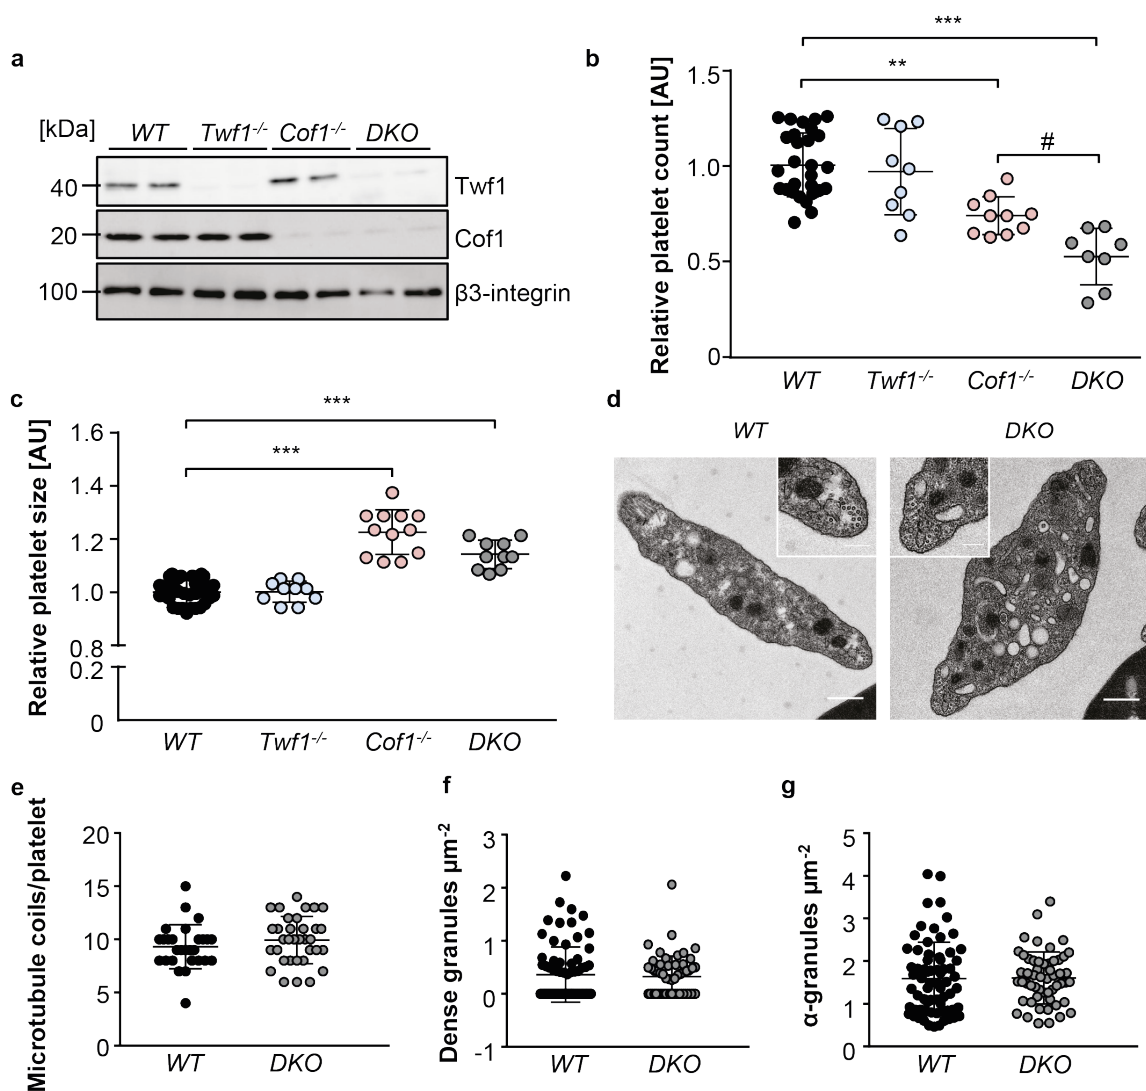 a
[kDa]
WT Twf1-/- Cof1-/- DKO
40 Twf1
20 Cof1
100 β3-integrin
b
Relative platelet count [AU]
***
**
#
1.5
1.0
0.5
0
WT Twf1-/- Cof1-/- DKO
c
Relative platelet size [AU]
***
***
1.6
1.4
1.2
1.0
0.8
0.2
0
WT Twf1-/- Cof1-/- DKO
d
WT DKO
e
Microtubule coils/platelet
20
15
10
5
0
WT DKO
f
Dense granules µm-2
3
2
1
0
-1
WT DKO
g
α-granules µm-2
5
4
3
2
1
0
WT DKO